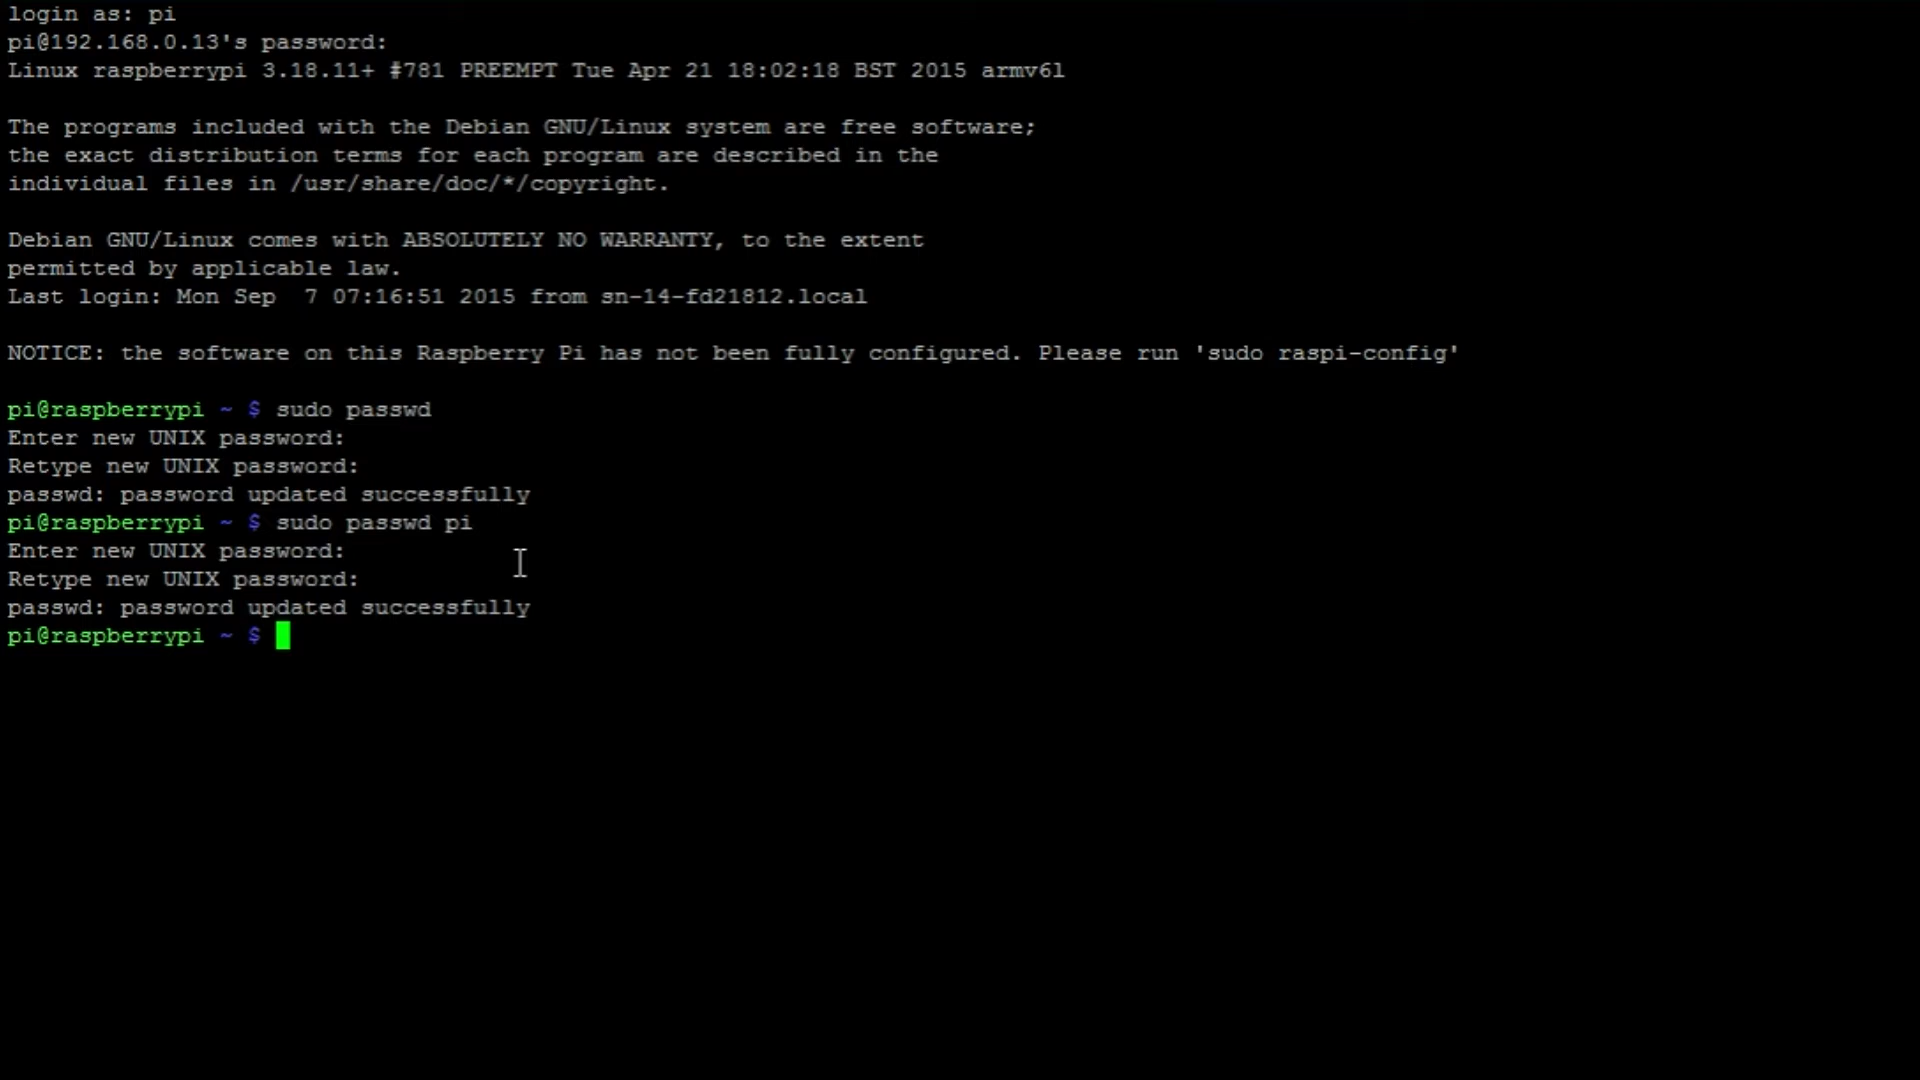 login as: pi
pi@192.168.0.13's password:
Linux raspberrypi 3.18.11+ #781 PREEMPT Tue Apr 21 18:02:18 BST 2015 armv6l
The programs included with the Debian GNU/Linux system are free software;
the exact distribution terms for each program are described in the
individual files in /usr/share/doc/*/copyright.
Debian GNU/Linux comes with ABSOLUTELY NO WARRANTY, to the extent
permitted by applicable law.
Last login: Mon Sep  7 07:16:51 2015 from sn-14-fd21812.local
NOTICE: the software on this Raspberry Pi has not been fully configured. Please run 'sudo raspi-config'
pi@raspberrypi ~ $ sudo passwd
Enter new UNIX password:
Retype new UNIX password:
passwd: password updated successfully
pi@raspberrypi ~ $ sudo passwd pi
Enter new UNIX password:
Retype new UNIX password:
passwd: password updated successfully
pi@raspberrypi ~ $